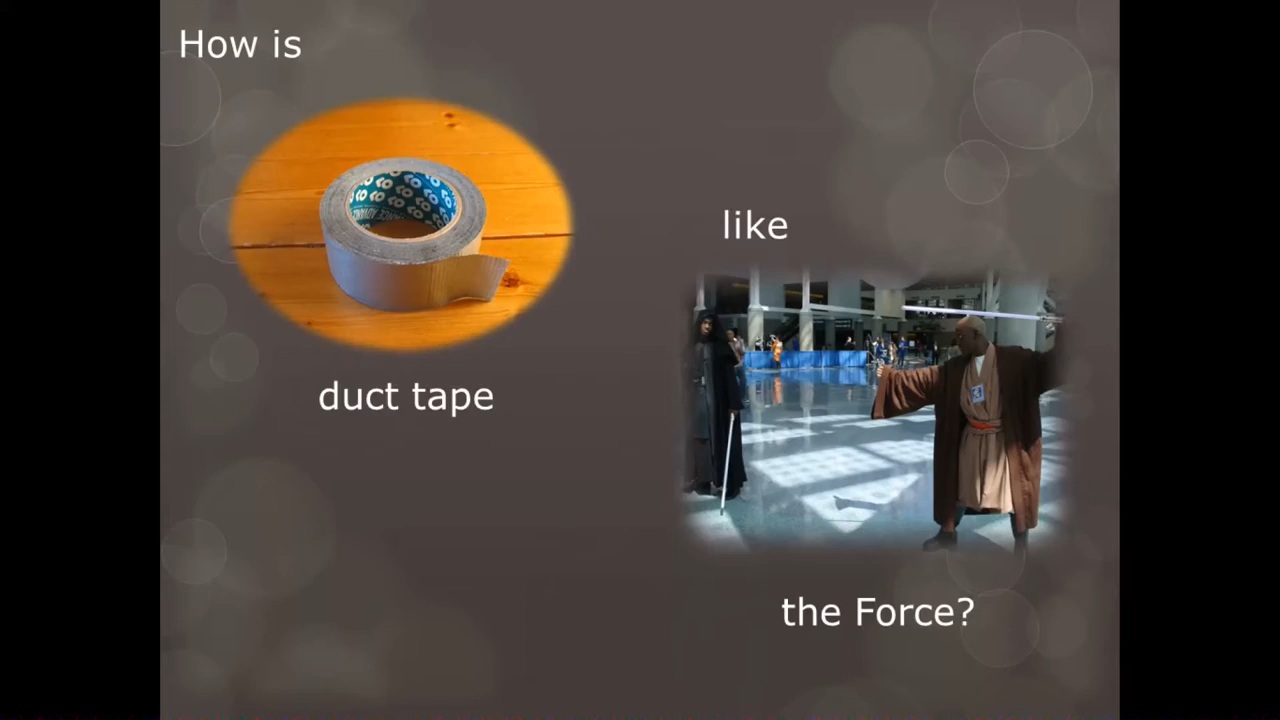 How is
like
duct tape
the Force?